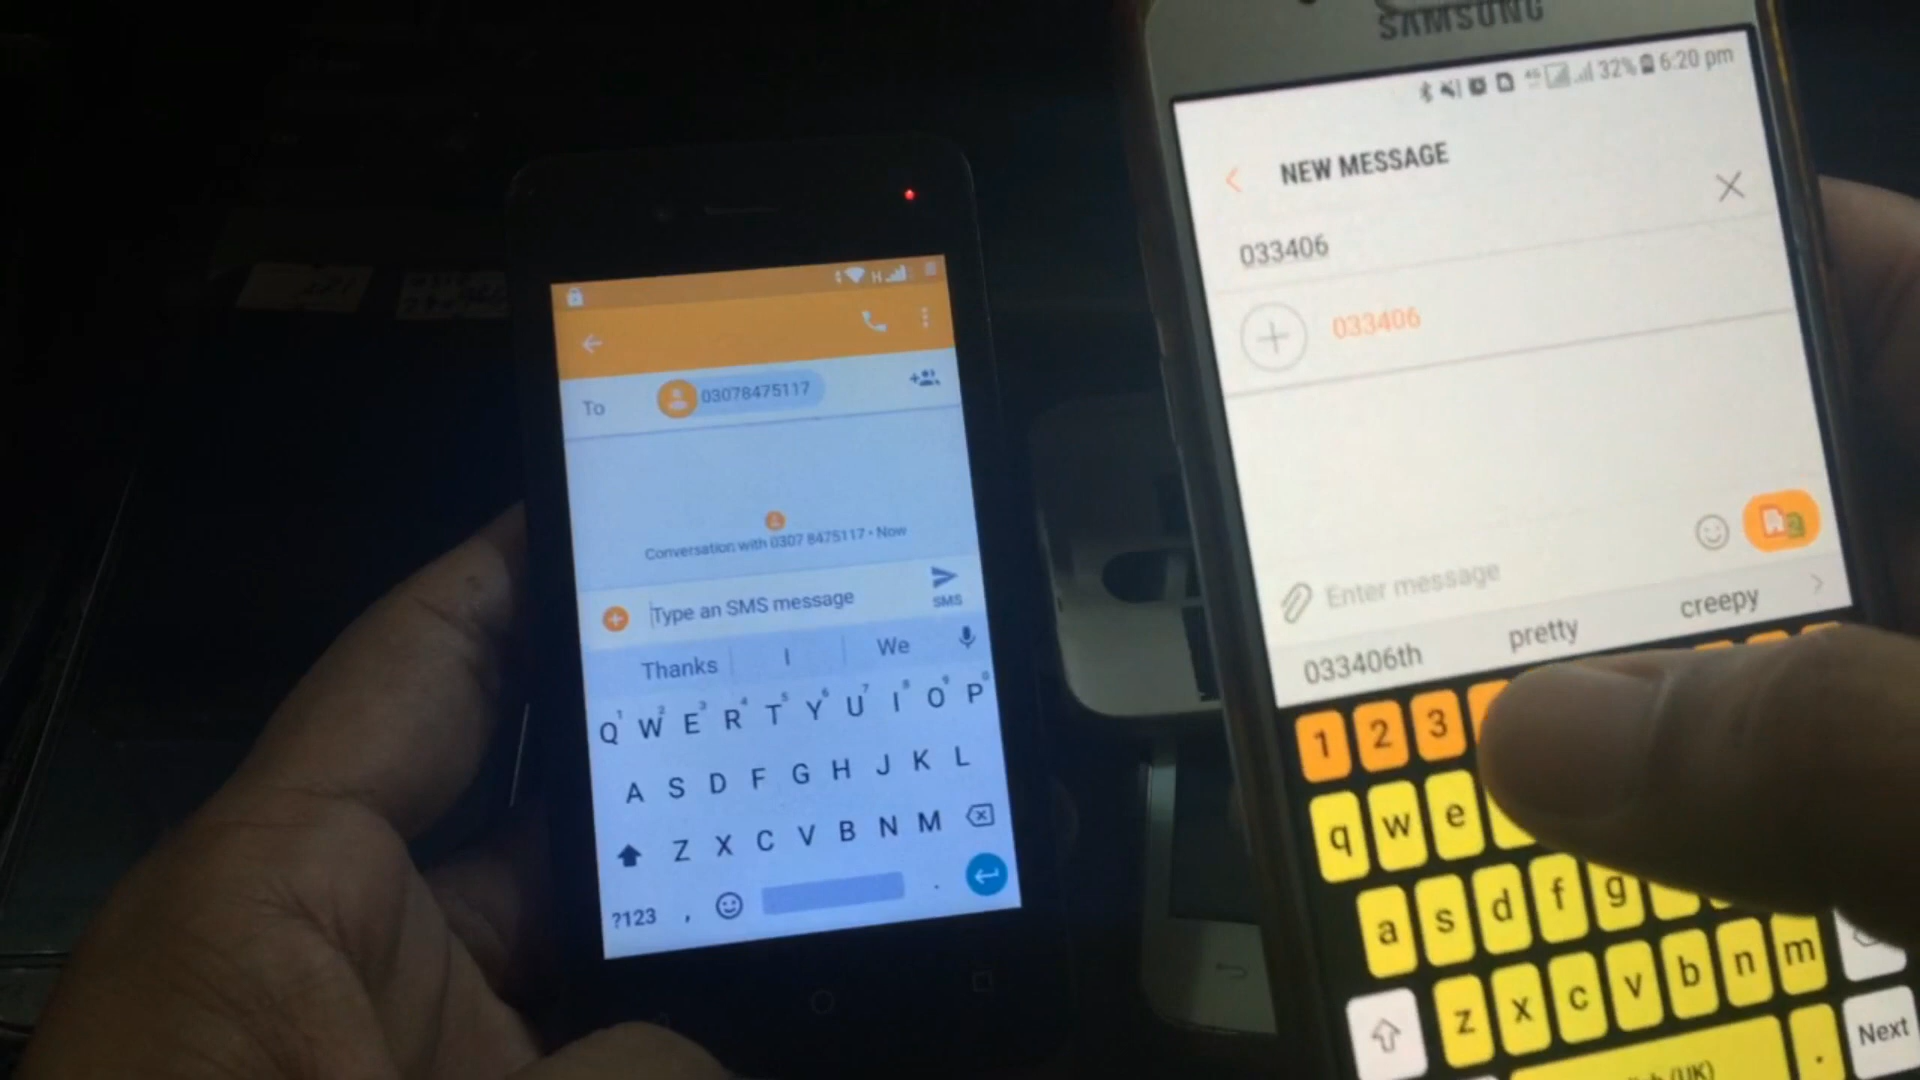 To
03078475117
Conversation with 0307 8475117 • Now
Type an SMS message
SMS
Thanks
I
We
Q W E R T Y U I O P
A S D F G H J K L
Z X C V B N M
?123 , .
SAMSUNG
4G 32% 6:20 pm
NEW MESSAGE
033406
033406
Enter message
033406th
pretty
creepy
1 2 3
q w e
a s d f g
z x c v b n m
(UK) . Next